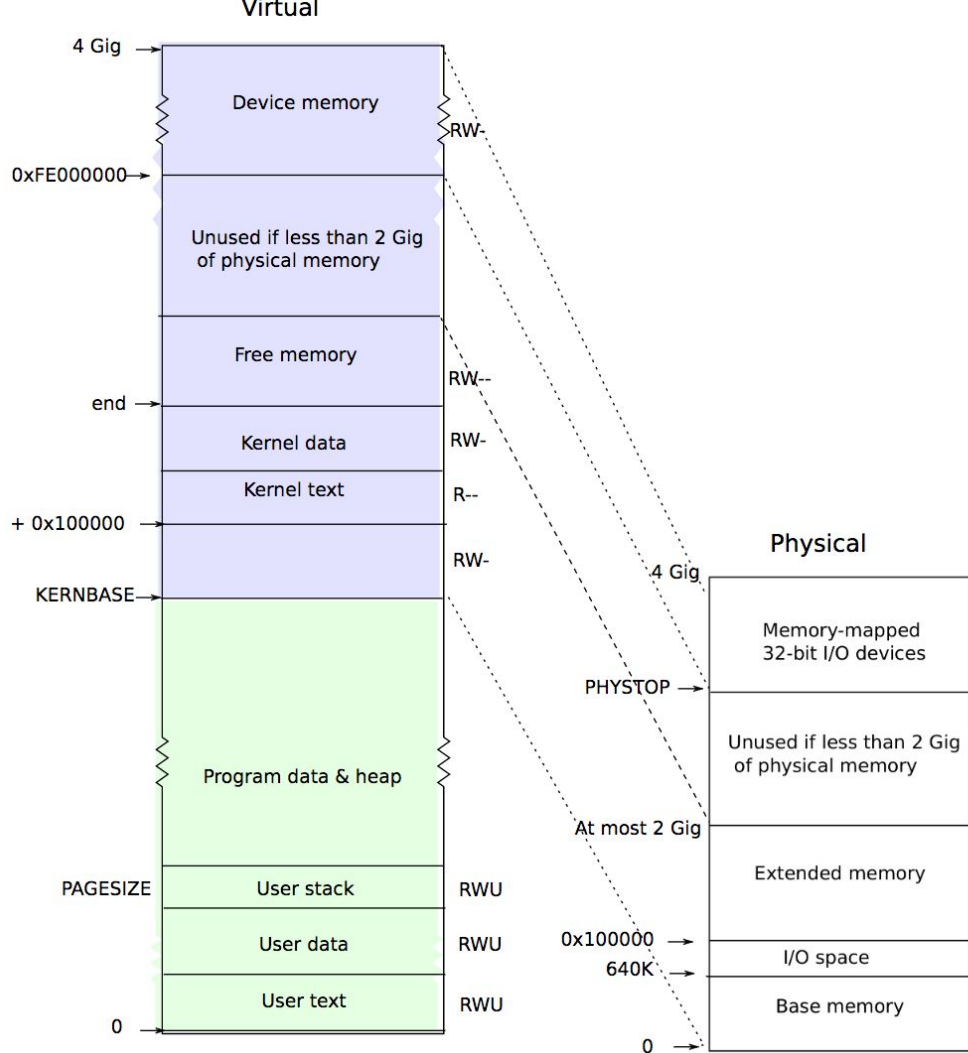 Virtual
4 Gig
Device memory
RW-
0xFE000000
Unused if less than 2 Gig
of physical memory
Free memory
RW--
end
Kernel data
RW-
Kernel text
R--
+ 0x100000
RW-
KERNBASE
Program data & heap
PAGESIZE
User stack
RWU
User data
RWU
User text
RWU
0
Physical
4 Gig
Memory-mapped
32-bit I/O devices
PHYSTOP
Unused if less than 2 Gig
of physical memory
At most 2 Gig
Extended memory
0x100000
I/O space
640K
Base memory
0